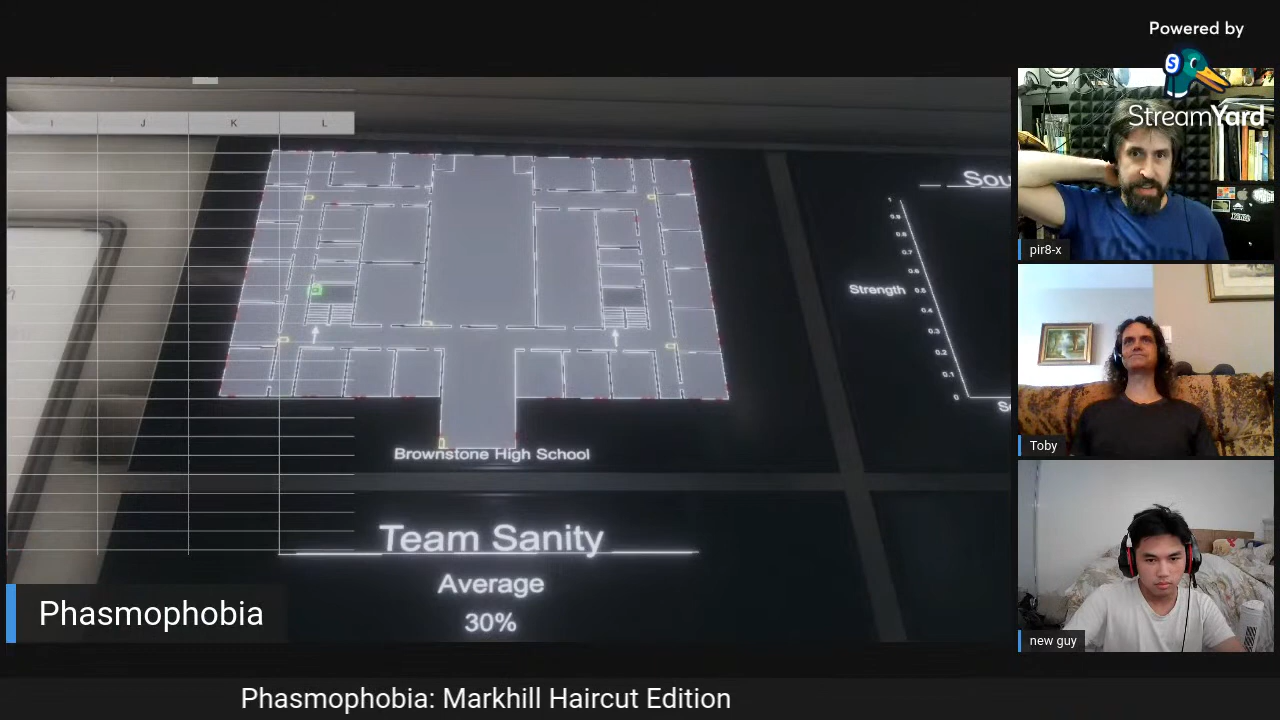 Powered by
StreamYard
I J K L
Sou
1
0.9
0.8
0.7
0.6
Strength 0.5
0.4
0.3
0.2
0.1
0
Brownstone High School
Team Sanity
Average
30%
Phasmophobia
pir8-x
Toby
new guy
Phasmophobia: Markhill Haircut Edition